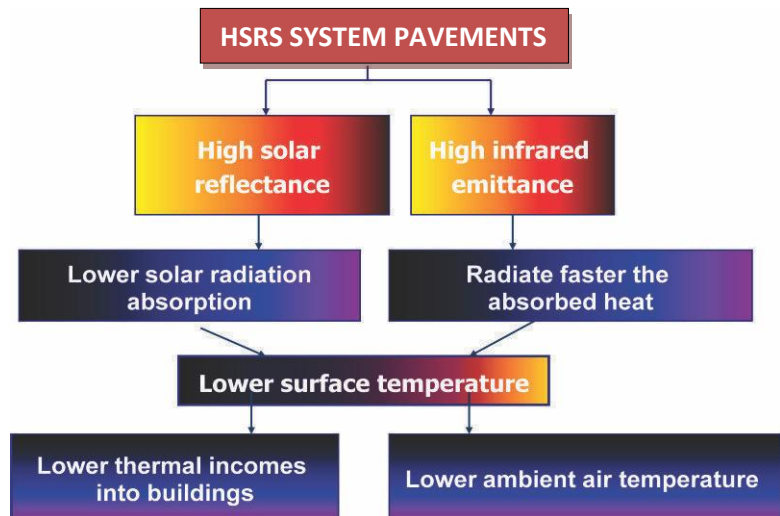 HSRS SYSTEM PAVEMENTS
High solar
reflectance
High infrared
emittance
Lower solar radiation
absorption
Radiate faster the
absorbed heat
Lower surface temperature
Lower thermal incomes
into buildings
Lower ambient air temperature